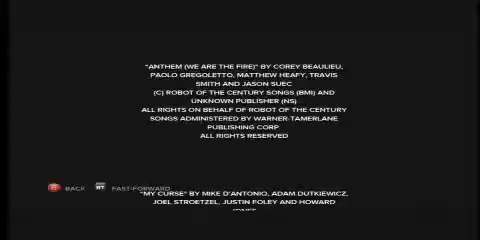 "ANTHEM (WE ARE THE FIRE)" BY COREY BEAULIEU,
PAOLO GREGOLETTO, MATTHEW HEAFY, TRAVIS
SMITH AND JASON SUEC
(C) ROBOT OF THE CENTURY SONGS (BMI) AND
UNKNOWN PUBLISHER (NS)
ALL RIGHTS ON BEHALF OF ROBOT OF THE CENTURY
SONGS ADMINISTERED BY WARNER-TAMERLANE
PUBLISHING CORP
ALL RIGHTS RESERVED
B BACK RT FAST-FORWARD
"MY CURSE" BY MIKE D'ANTONIO, ADAM DUTKIEWICZ,
JOEL STROETZEL, JUSTIN FOLEY AND HOWARD